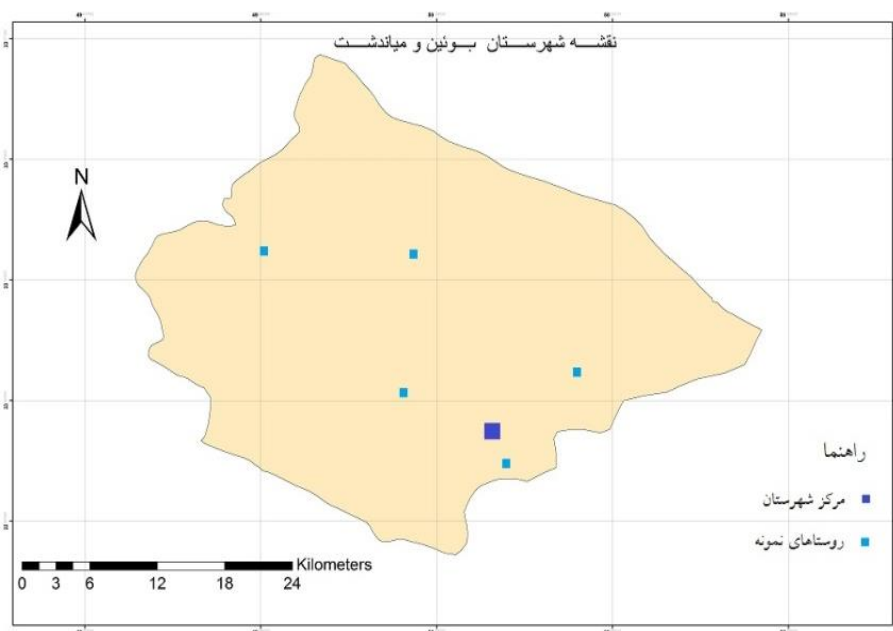 نقشـــه شهرســـتان بـــوئین و میاندشـــت
N
راهنما
مرکز شهرستان
روستاهای نمونه
Kilometers
0 3 6 12 18 24